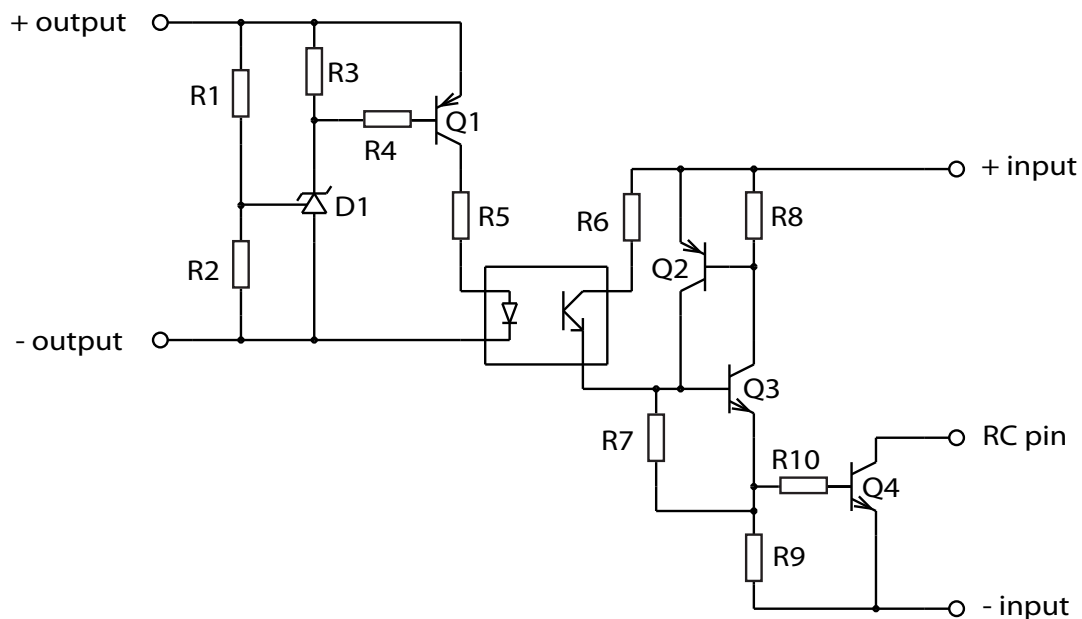 + output
R3
R1
Q1
R4
+ input
D1
R5
R6
R8
R2
Q2
- output
Q3
R7
RC pin
R10
Q4
R9
- input